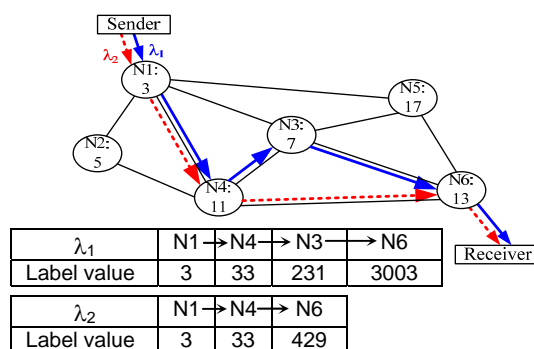 Sender
λ₂ λ₁
N1:
3
N5:
17
N3:
7
N2:
5
N4:
11
N6:
13
Receiver
λ₁ N1→N4→N3→N6
Label value 3 33 231 3003
λ₂ N1→N4→N6
Label value 3 33 429